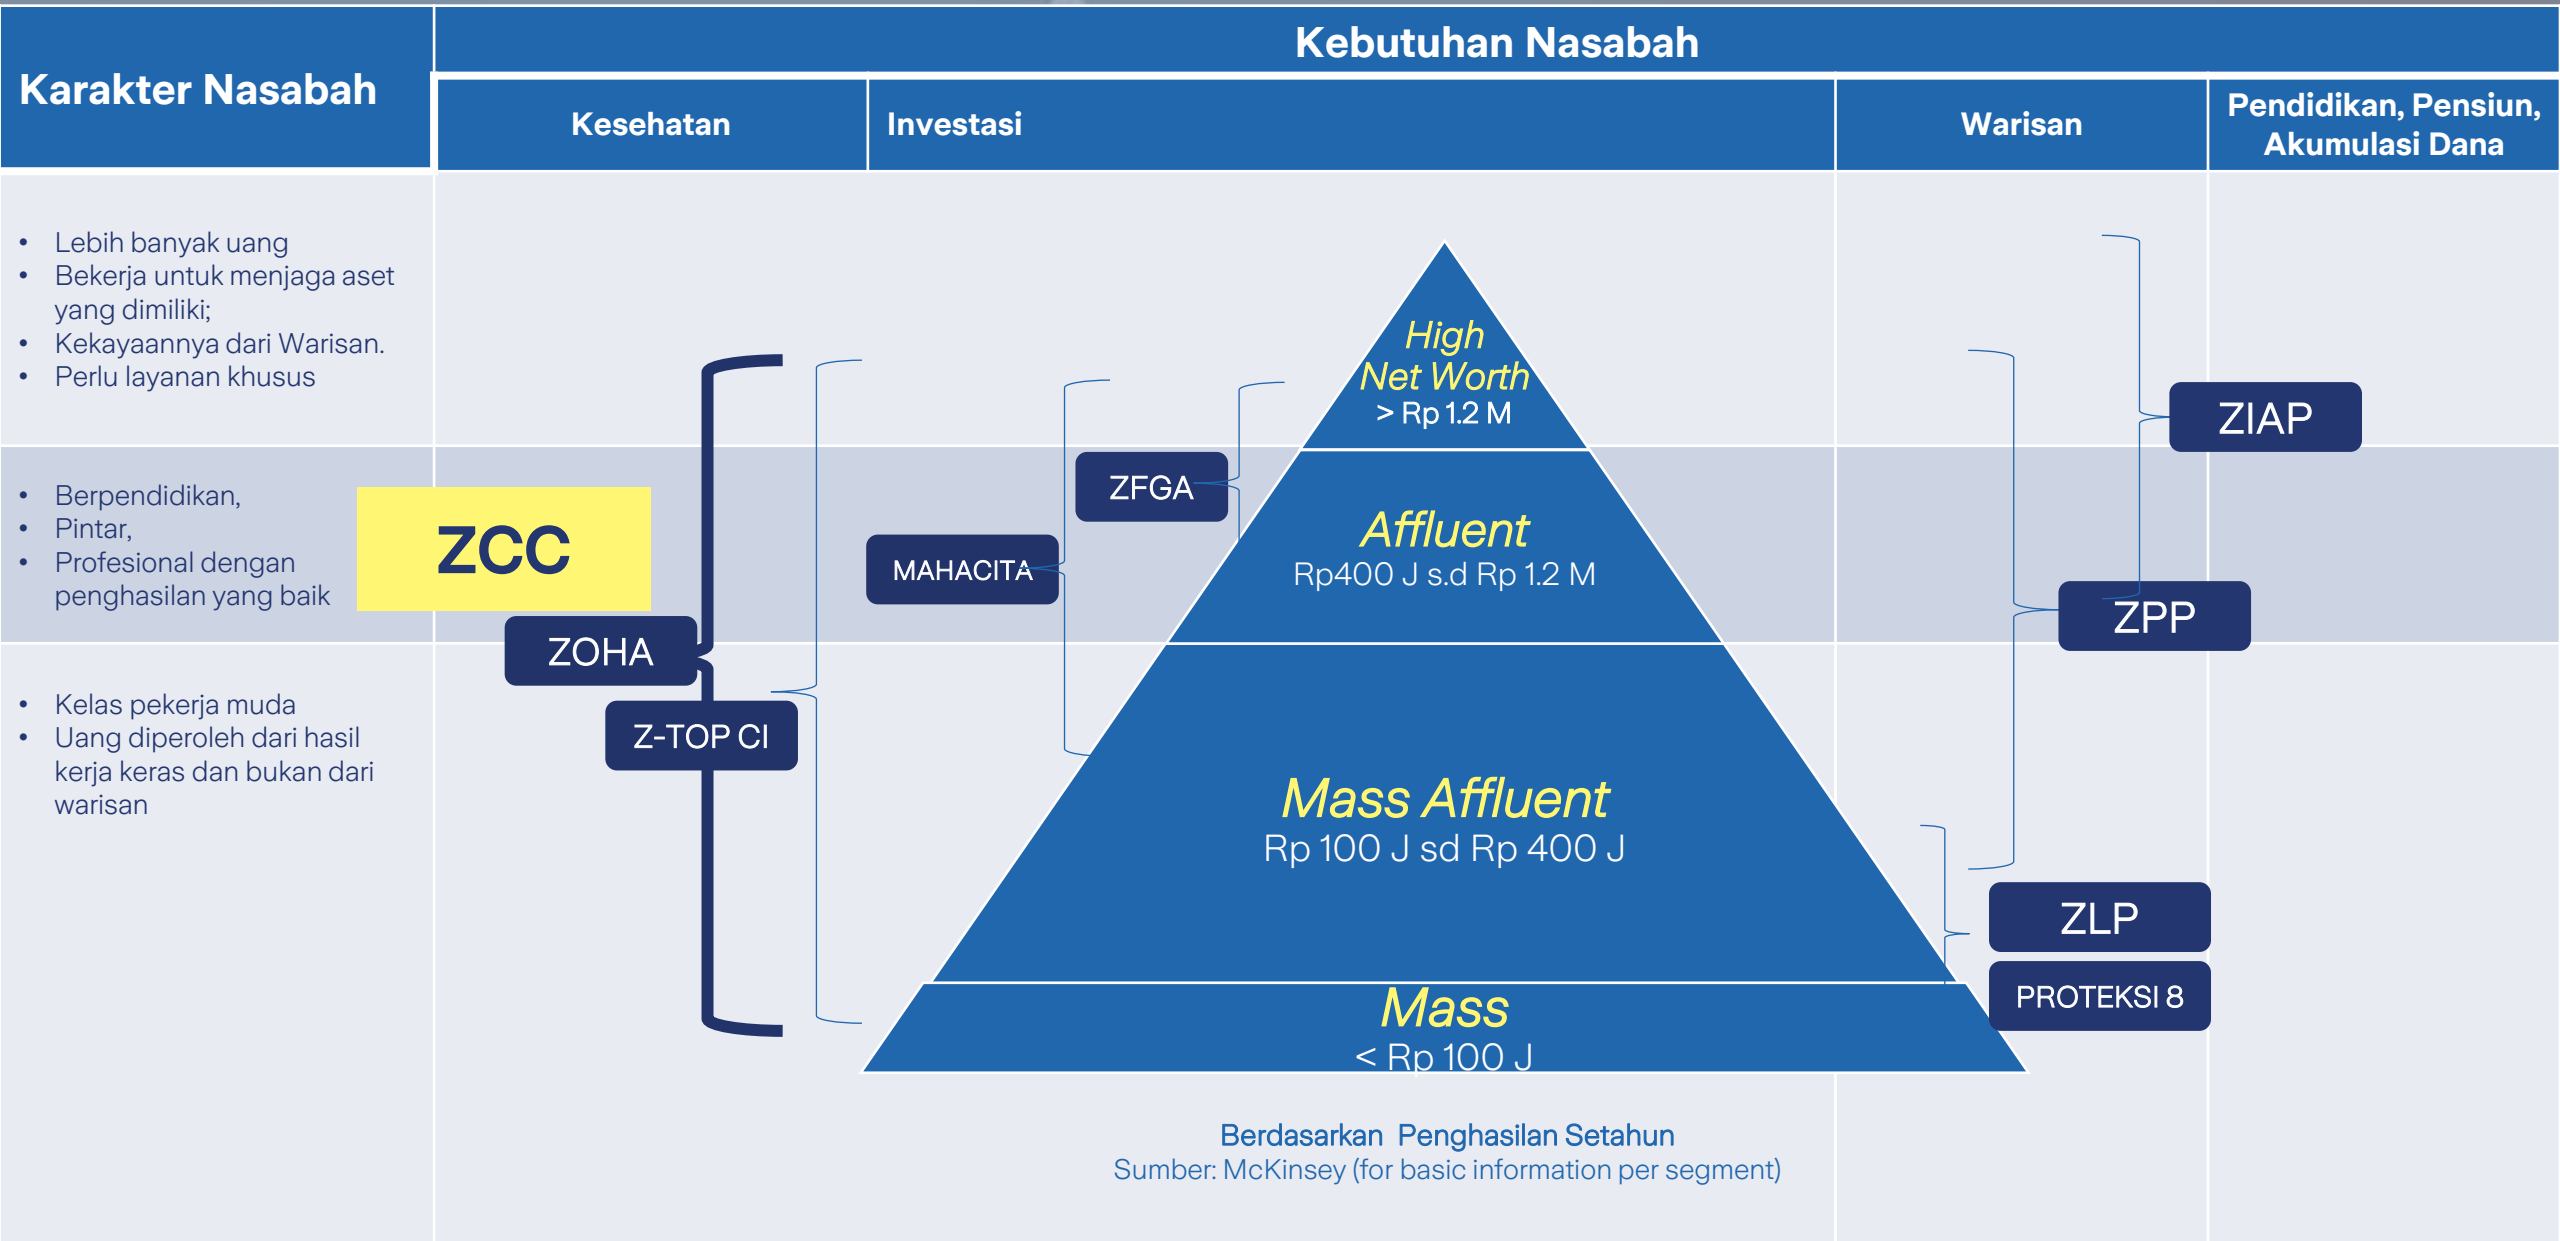 Karakter Nasabah
Kebutuhan Nasabah
Kesehatan
Investasi
Warisan
Pendidikan, Pensiun,
Akumulasi Dana
• Lebih banyak uang
• Bekerja untuk menjaga aset
yang dimiliki;
• Kekayaannya dari Warisan.
• Perlu layanan khusus
• Berpendidikan,
• Pintar,
• Profesional dengan
penghasilan yang baik
• Kelas pekerja muda
• Uang diperoleh dari hasil
kerja keras dan bukan dari
warisan
ZCC
ZOHA
Z-TOP CI
MAHACITA
ZFGA
High
Net Worth
> Rp 1.2 M
Affluent
Rp400 J s.d Rp 1.2 M
Mass Affluent
Rp 100 J sd Rp 400 J
Mass
< Rp 100 J
ZIAP
ZPP
ZLP
PROTEKSI 8
Berdasarkan Penghasilan Setahun
Sumber: McKinsey (for basic information per segment)